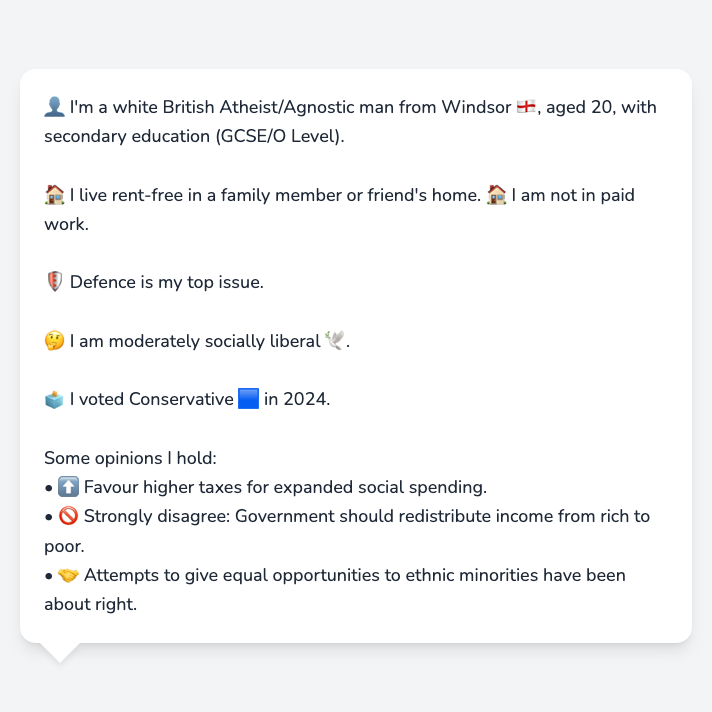 👤 I'm a white British Atheist/Agnostic man from Windsor 🏴󠁧󠁢󠁥󠁮󠁧󠁿, aged 20, with
secondary education (GCSE/O Level).
🏠 I live rent-free in a family member or friend's home. 🏠 I am not in paid
work.
🛡️ Defence is my top issue.
🤔 I am moderately socially liberal 🕊️.
🗳️ I voted Conservative 🟦 in 2024.
Some opinions I hold:
• ⬆️ Favour higher taxes for expanded social spending.
• 🚫 Strongly disagree: Government should redistribute income from rich to
poor.
• 🤝 Attempts to give equal opportunities to ethnic minorities have been
about right.